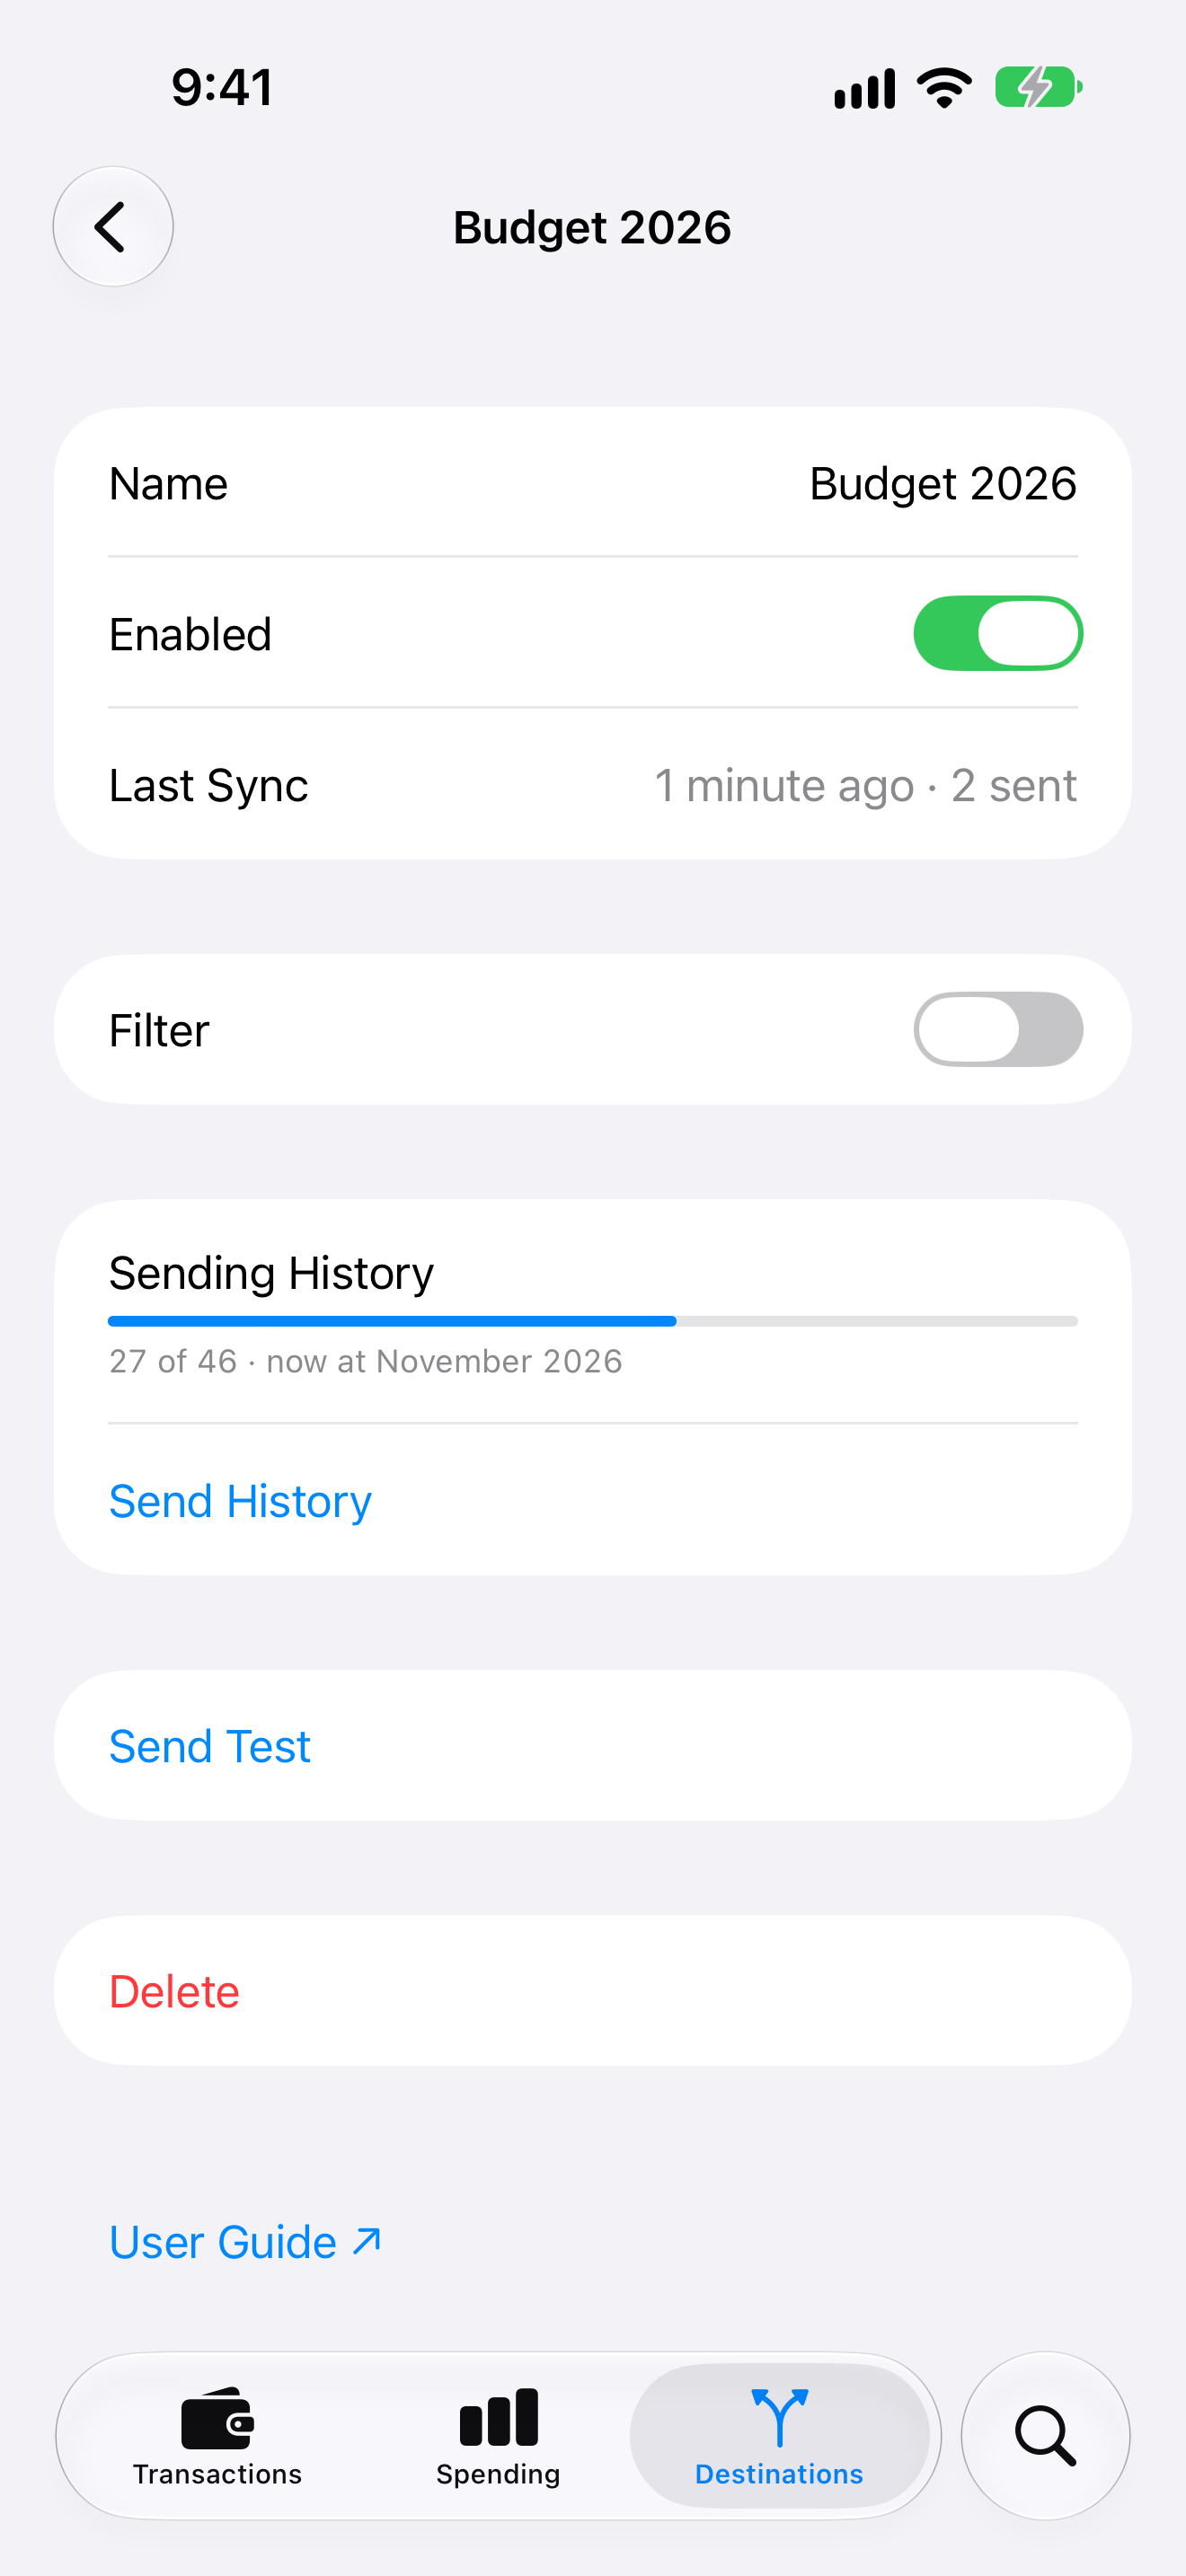 9:41
Budget 2026
Name
Budget 2026
Enabled
Last Sync
1 minute ago · 2 sent
Filter
Sending History
27 of 46 · now at November 2026
Send History
Send Test
Delete
User Guide ↗
Transactions
Spending
Destinations